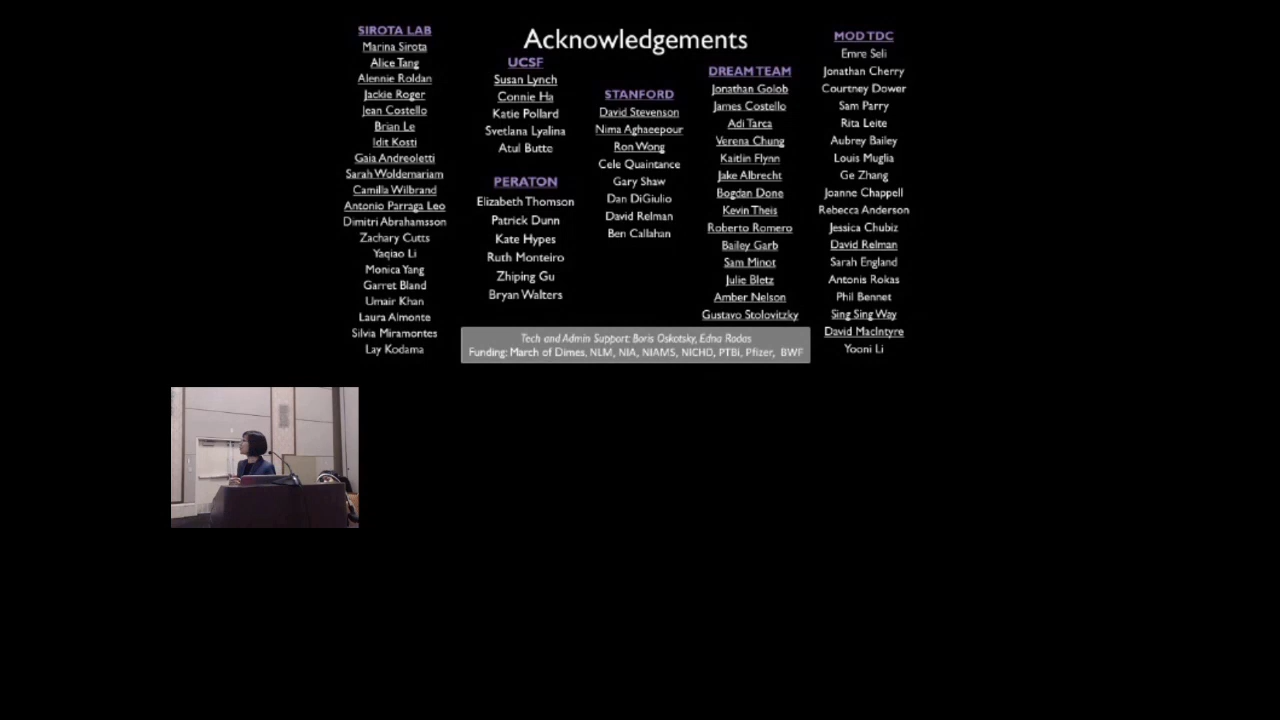 Acknowledgements
SIROTA LAB
Marina Sirota
Alice Tang
Alennie Roldan
Jackie Roger
Jean Costello
Brian Le
Idit Kosti
Gaia Andreoletti
Sarah Woldemariam
Camilla Wilbrand
Antonio Parraga Leo
Dimitri Abrahamsson
Zachary Cutts
Yaqiao Li
Monica Yang
Garret Bland
Umair Khan
Laura Almonte
Silvia Miramontes
Lay Kodama
UCSF
Susan Lynch
Connie Ha
Katie Pollard
Svetlana Lyalina
Atul Butte
PERATON
Elizabeth Thomson
Patrick Dunn
Kate Hypes
Ruth Monteiro
Zhiping Gu
Bryan Walters
STANFORD
David Stevenson
Nima Aghaeepour
Ron Wong
Cele Quaintance
Gary Shaw
Dan DiGiulio
David Relman
Ben Callahan
DREAM TEAM
Jonathan Golob
James Costello
Adi Tarca
Verena Chung
Kaitlin Flynn
Jake Albrecht
Bogdan Done
Kevin Theis
Roberto Romero
Bailey Garb
Sam Minot
Julie Bletz
Amber Nelson
Gustavo Stolovitzky
MOD TDC
Emre Seli
Jonathan Cherry
Courtney Dower
Sam Parry
Rita Leite
Aubrey Bailey
Louis Muglia
Ge Zhang
Joanne Chappell
Rebecca Anderson
Jessica Chubiz
David Relman
Sarah England
Antonis Rokas
Phil Bennet
Sing Sing Way
David MacIntyre
Yooni Li
Tech and Admin Support: Boris Oskotsky, Edna Rodas
Funding: March of Dimes, NLM, NIA, NIAMS, NICHD, PTBi, Pfizer, BWF